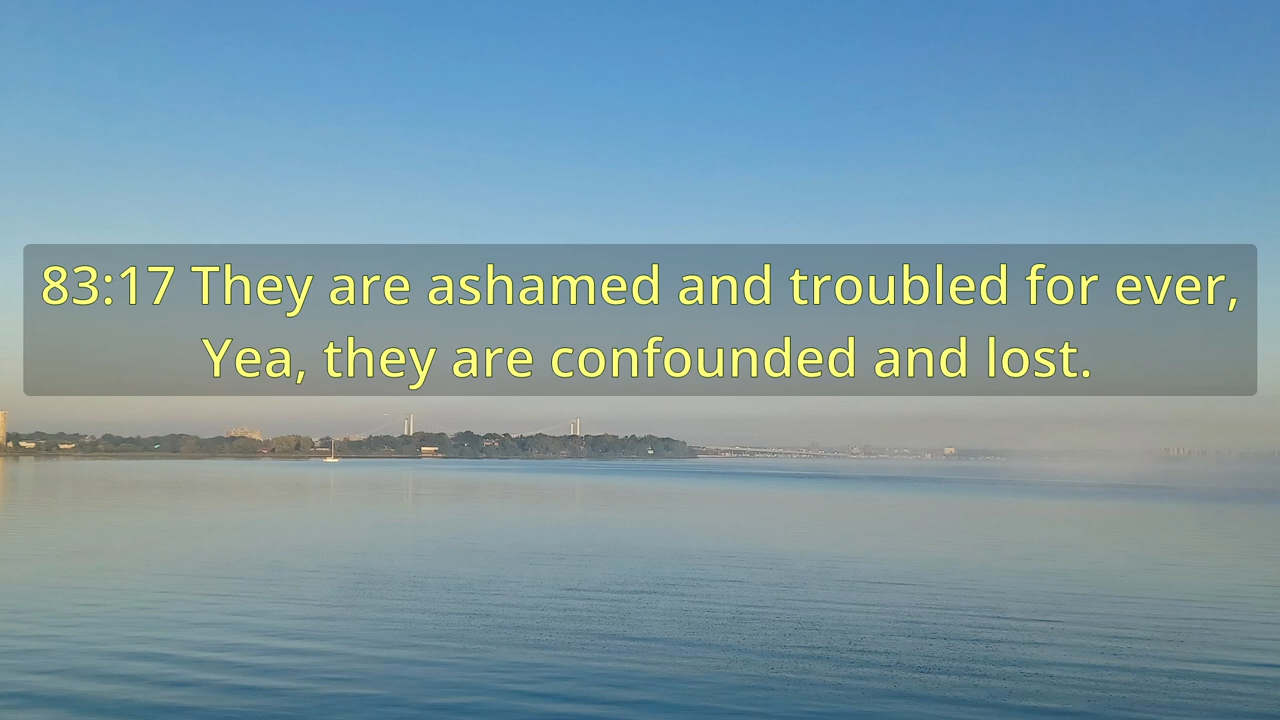 83:17 They are ashamed and troubled for ever,
Yea, they are confounded and lost.